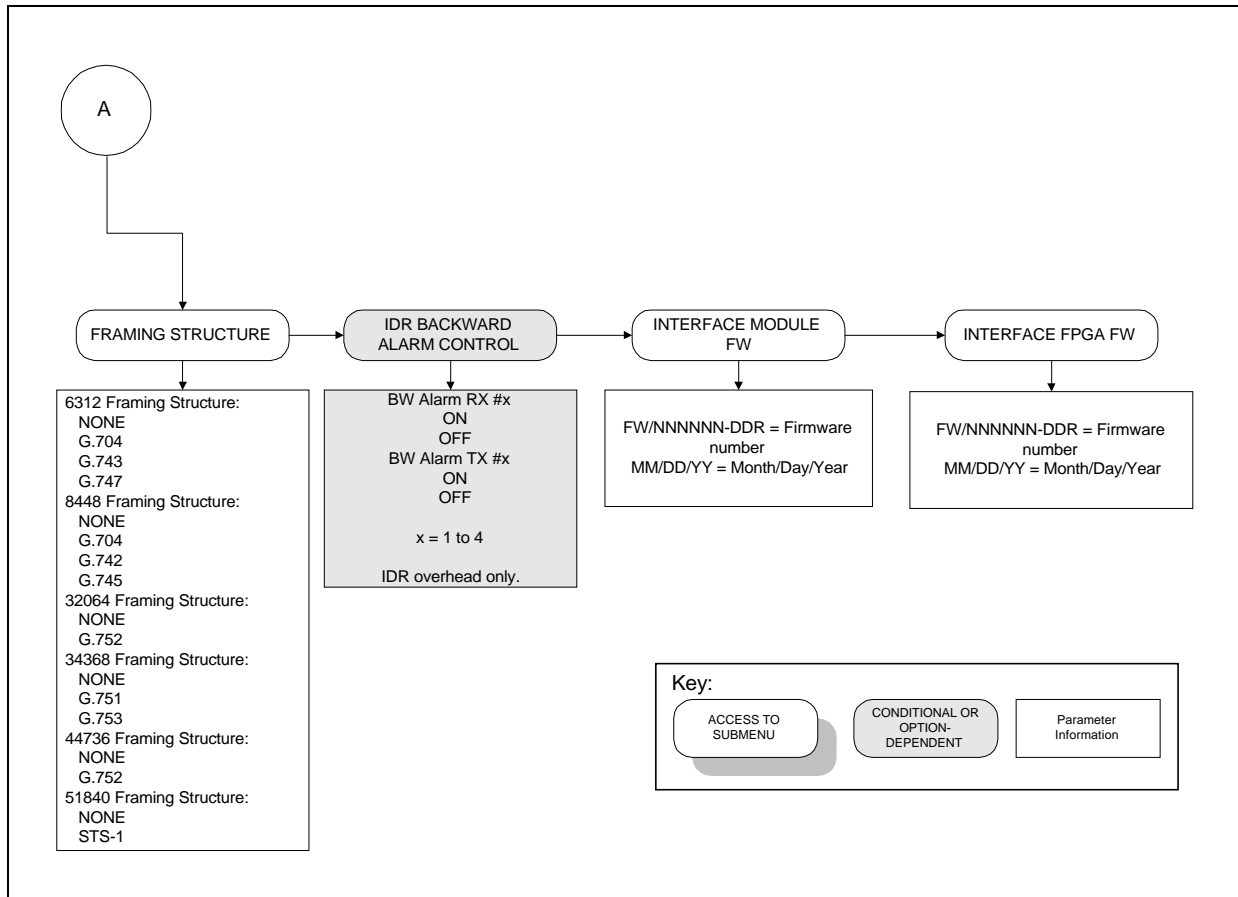 A
FRAMING STRUCTURE
IDR BACKWARD
ALARM CONTROL
INTERFACE MODULE
FW
INTERFACE FPGA FW
6312 Framing Structure:
NONE
G.704
G.743
G.747
8448 Framing Structure:
NONE
G.704
G.742
G.745
32064 Framing Structure:
NONE
G.752
34368 Framing Structure:
NONE
G.751
G.753
44736 Framing Structure:
NONE
G.752
51840 Framing Structure:
NONE
STS-1
BW Alarm RX #x
ON
OFF
BW Alarm TX #x
ON
OFF
x = 1 to 4
IDR overhead only.
FW/NNNNNN-DDR = Firmware
number
MM/DD/YY = Month/Day/Year
FW/NNNNNN-DDR = Firmware
number
MM/DD/YY = Month/Day/Year
Key:
ACCESS TO
SUBMENU
CONDITIONAL OR
OPTION-
DEPENDENT
Parameter
Information